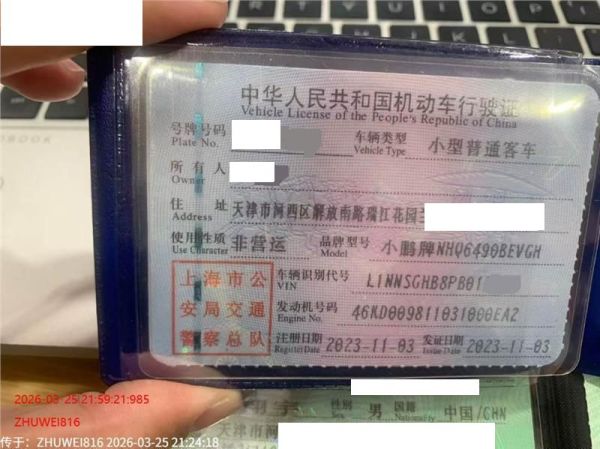 中华人民共和国机动车行驶证
Vehicle License of the People's Republic of China
号牌号码 Plate No. 车辆类型 Vehicle Type 小型普通客车
所有人 Owner
住址 Address 天津市河西区解放南路瑞江花园
使用性质 Use Character 非营运 品牌型号 Model 小鹏牌NHQ6490BEVGH
上海市公安局交通警察总队
车辆识别代号 VIN L1NNSGHB8PB01
发动机号码 Engine No. 46KD009811031000EA2
注册日期 Register Date 2023-11-03 发证日期 Issue Date 2023-11-03
性别 男 国籍 Nationality 中国/CHN
天津市河
2026-03-25 21:59:21:985
ZHUWEI816
传于：ZHUWEI816 2026-03-25 21:24:18